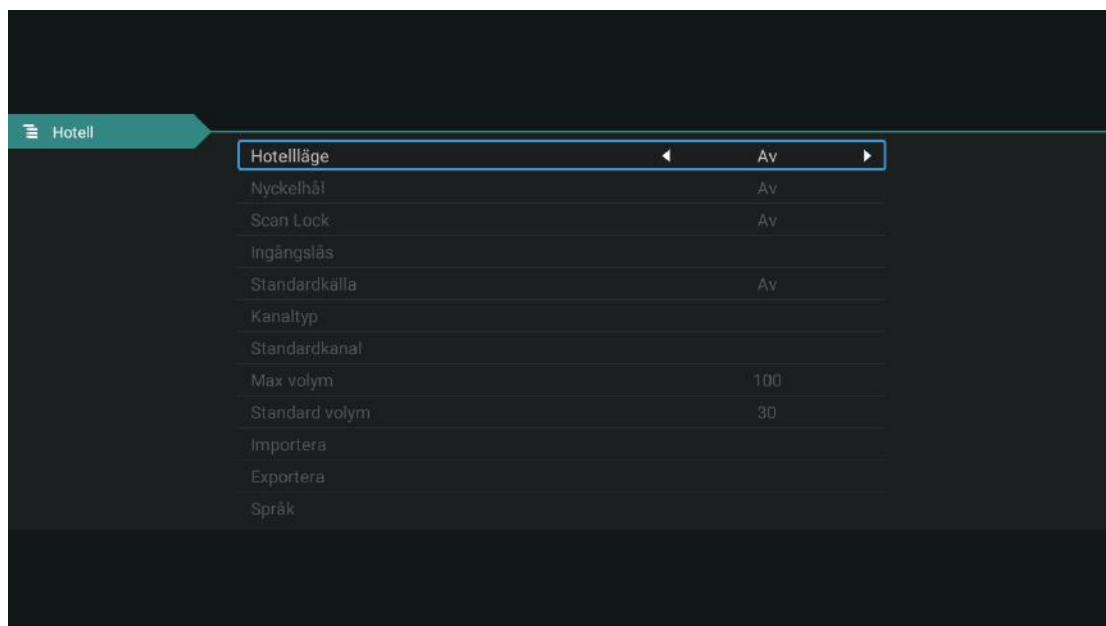 Hotell
Hotelläge Av
Nyckelhål Av
Scan Lock Av
Ingångslås
Standardkälla Av
Kanaltyp
Standardkanal
Max volym 100
Standard volym 30
Importera
Exportera
Språk